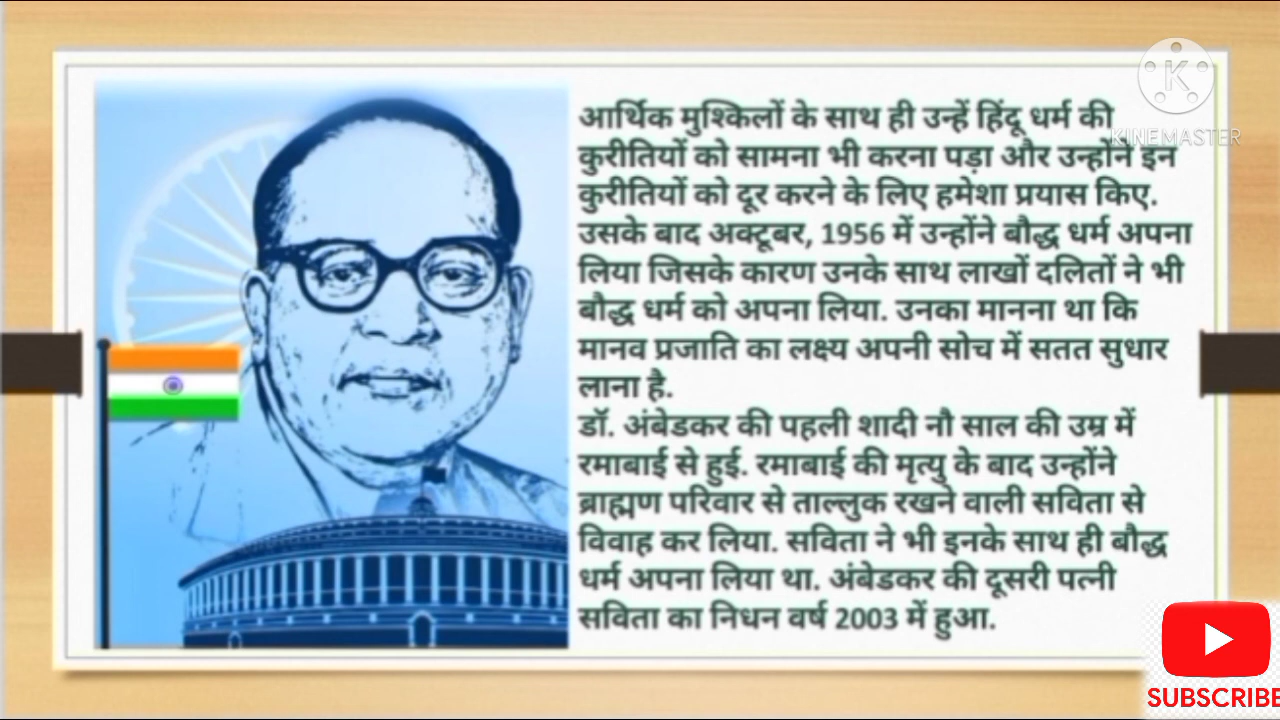 आर्थिक मुश्किलों के साथ ही उन्हें हिंदू धर्म की
कुरीतियों को सामना भी करना पड़ा और उन्होंने इन
कुरीतियों को दूर करने के लिए हमेशा प्रयास किए.
उसके बाद अक्टूबर, 1956 में उन्होंने बौद्ध धर्म अपना
लिया जिसके कारण उनके साथ लाखों दलितों ने भी
बौद्ध धर्म को अपना लिया. उनका मानना था कि
मानव प्रजाति का लक्ष्य अपनी सोच में सतत सुधार
लाना है.
डॉ. अंबेडकर की पहली शादी नौ साल की उम्र में
रमाबाई से हुई. रमाबाई की मृत्यु के बाद उन्होंने
ब्राह्मण परिवार से ताल्लुक रखने वाली सविता से
विवाह कर लिया. सविता ने भी इनके साथ ही बौद्ध
धर्म अपना लिया था. अंबेडकर की दूसरी पत्नी
सविता का निधन वर्ष 2003 में हुआ.
K
KINEMASTER
SUBSCRIBE